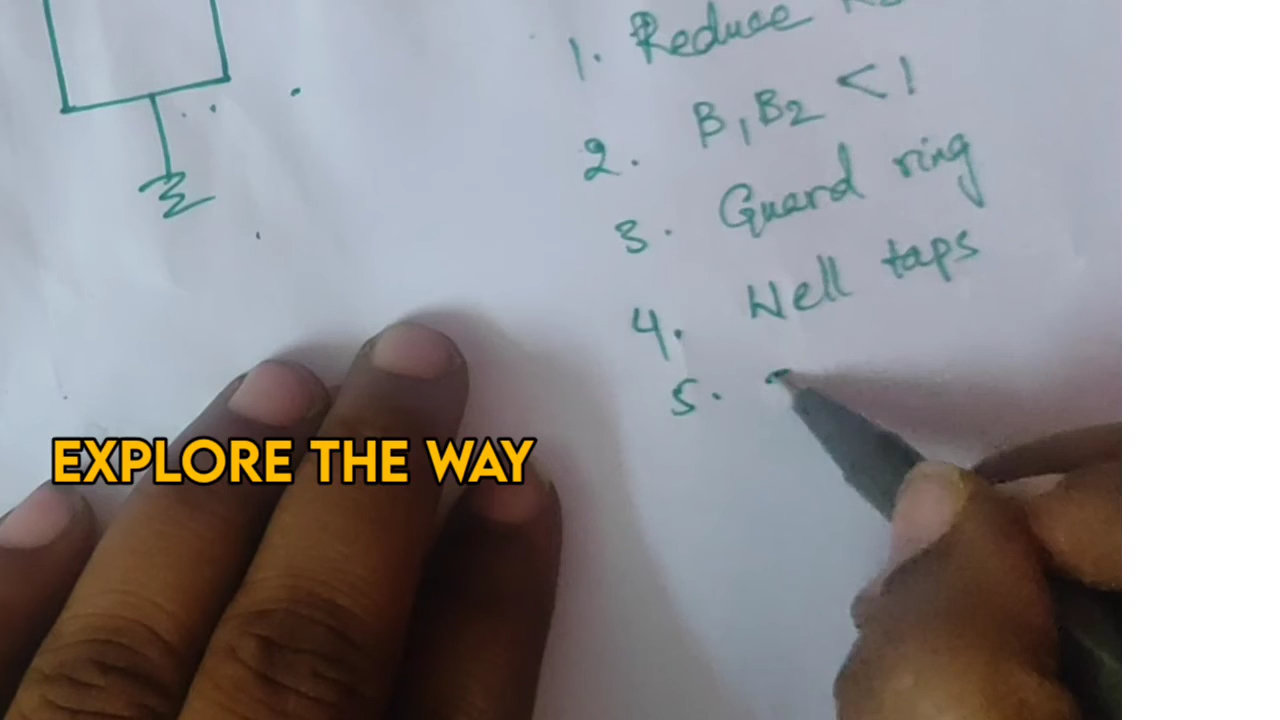 1. Reduce
2. B1B2 < 1
3. Guard ring
4. Well taps
5.
EXPLORE THE WAY